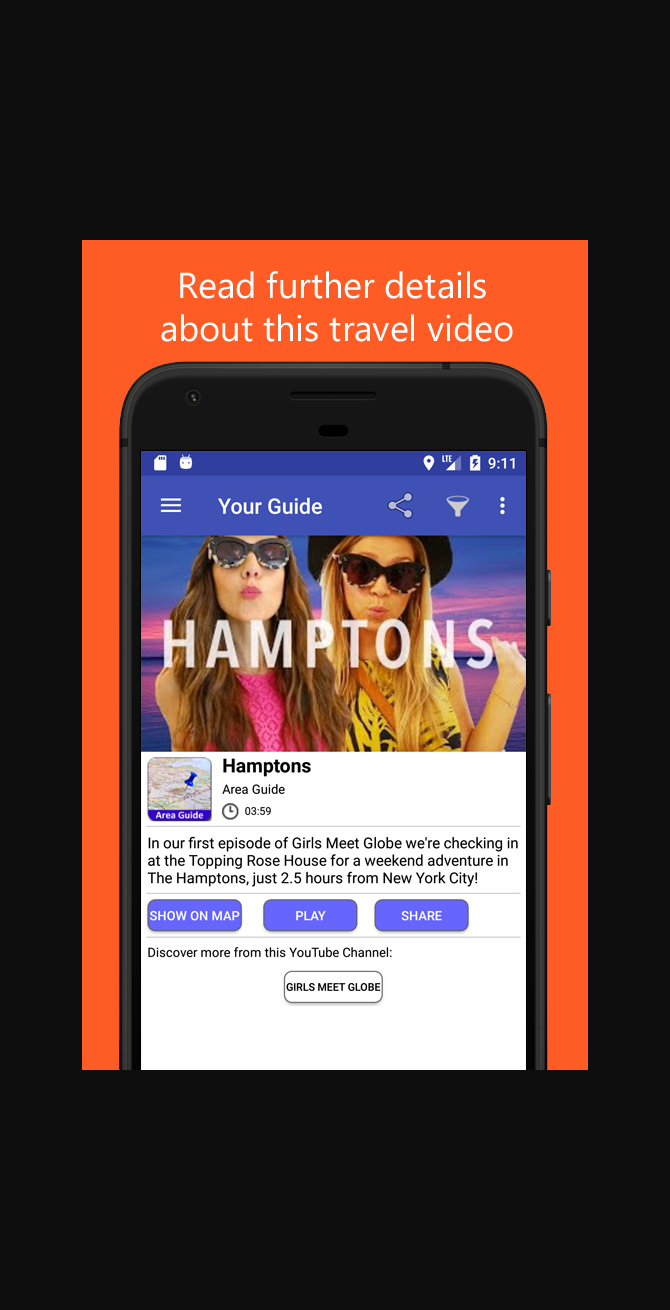 Read further details
about this travel video
LTE 9:11
Your Guide
HAMPTONS
Hamptons
Area Guide
Area Guide
03:59
In our first episode of Girls Meet Globe we're checking in
at the Topping Rose House for a weekend adventure in
The Hamptons, just 2.5 hours from New York City!
SHOW ON MAP PLAY SHARE
Discover more from this YouTube Channel:
GIRLS MEET GLOBE